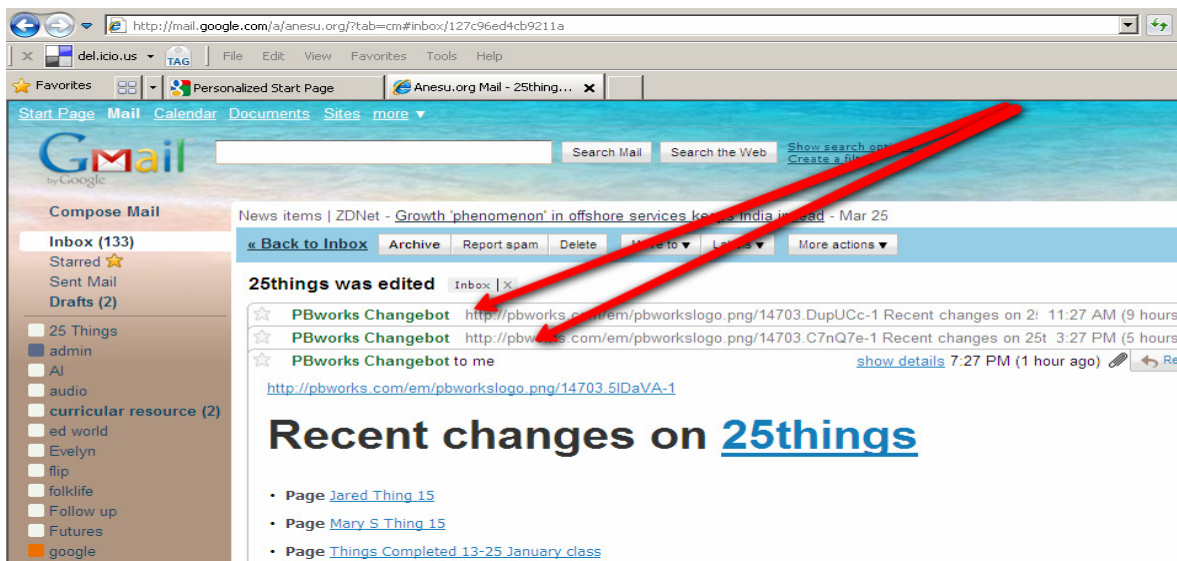 http://mail.google.com/a/anesu.org/?tab=cm#inbox/127c96ed4cb9211a
del.icio.us TAG File Edit View Favorites Tools Help
Favorites Personalized Start Page Anesu.org Mail - 25thing...
Start Page Mail Calendar Documents Sites more
Gmail
by Google
Search Mail Search the Web Show search
Create a
Compose Mail
News items | ZDNet - Growth 'phenomenon' in offshore services India - Mar 25
Inbox (133)
« Back to Inbox Archive Report spam Delete to More actions
Starred
Sent Mail
25things was edited Inbox | X
Drafts (2)
PBworks Changebot http://pbworks.com/em/pbworkslogo.png/14703.DupUCc-1 Recent changes on 11:27 AM (9 hours
25 Things
PBworks Changebot com/em/pbworkslogo.png/14703.C7nQ7e-1 Recent changes on 25t 3:27 PM (5 hours
admin
PBworks Changebot to me show details 7:27 PM (1 hour ago) Re
AI
audio
http://pbworks.com/em/pbworkslogo.png/14703.5IDaVA-1
curricular resource (2)
ed world
Recent changes on 25things
Evelyn
flip
folklife
• Page Jared Thing 15
Follow up
• Page Mary S Thing 15
Futures
google
• Page Things Completed 13-25 January class